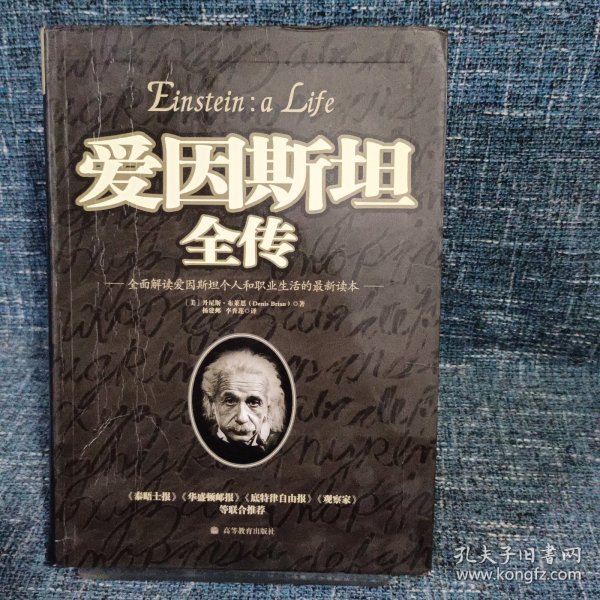 Einstein: a Life
爱因斯坦
全传
全面解读爱因斯坦个人和职业生活的最新读本
[美] 丹尼斯·布莱恩 (Denis Brian) 著
杨建邺 李香莲 译
《泰晤士报》《华盛顿邮报》《底特律自由报》《观察家》
等联合推荐
高等教育出版社
孔夫子旧书网
www.kongfz.com